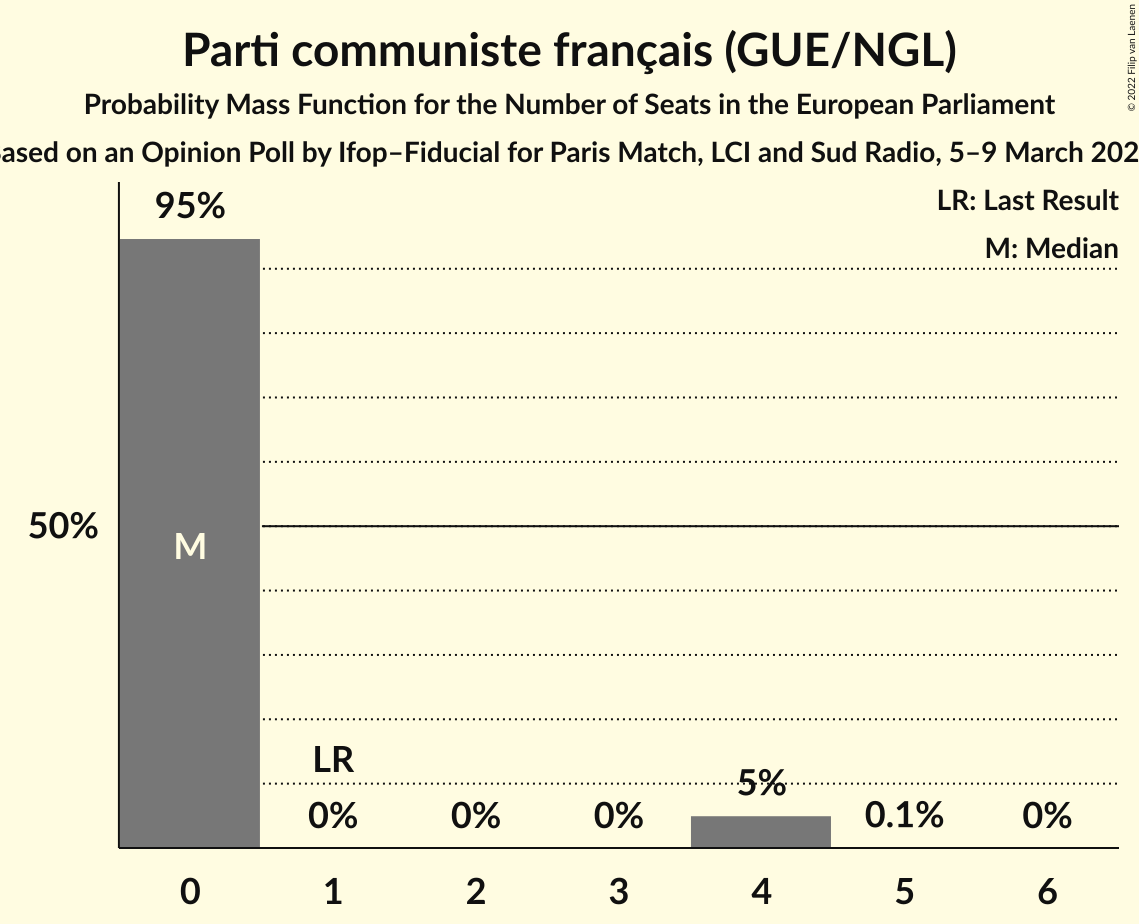 Parti communiste français (GUE/NGL)
Probability Mass Function for the Number of Seats in the European Parliament
ased on an Opinion Poll by Ifop–Fiducial for Paris Match, LCI and Sud Radio, 5–9 March 202
© 2022 Filip van Laenen
LR: Last Result
M: Median
95%
50%
M
LR
0%
0%
0%
5%
0.1%
0%
0 1 2 3 4 5 6